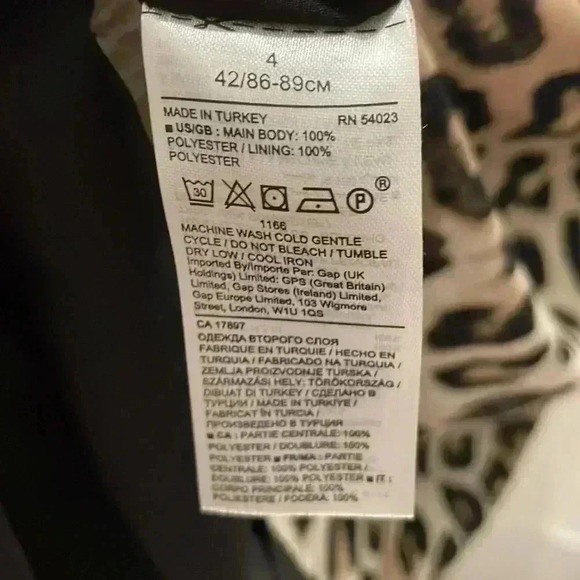 4
42/86-89СМ
MADE IN TURKEY RN 54023
■ US/GB : MAIN BODY: 100%
POLYESTER / LINING: 100%
POLYESTER
30 P ®
1166
MACHINE WASH COLD GENTLE
CYCLE / DO NOT BLEACH / TUMBLE
DRY LOW / COOL IRON
Imported By/Importe Par: Gap (UK
Holdings) Limited: GPS (Great Britain)
Limited, Gap Stores (Ireland) Limited,
Gap Europe Limited, 103 Wigmore
Street, London, W1U 1QS
CA 17897
ОДЕЖДА ВТОРОГО СЛОЯ
FABRIQUE EN TURQUIE / HECHO EN
TURQUIA / FABRICADO NA TURQUIA /
ZEMLJA PROIZVODNJE TURSKA /
SZÁRMAZÁSI HELY: TÖRÖKORSZÁG /
DIBUAT DI TURKEY / СДЕЛАНО В
ТУРЦИИ / MADE IN TÜRKIYE /
FABRICAT ÎN TURCIA /
ПРОИЗВЕДЕНО В ТУРЦИЯ
■ CA : PARTIE CENTRALE: 100%
POLYESTER / DOUBLURE: 100%
POLYESTER ■ FR/MA : PARTIE
CENTRALE: 100% POLYESTER /
DOUBLURE: 100% POLYESTER ■ IT :
CORPO PRINCIPALE: 100%
POLIESTERE / FODERA: 100%